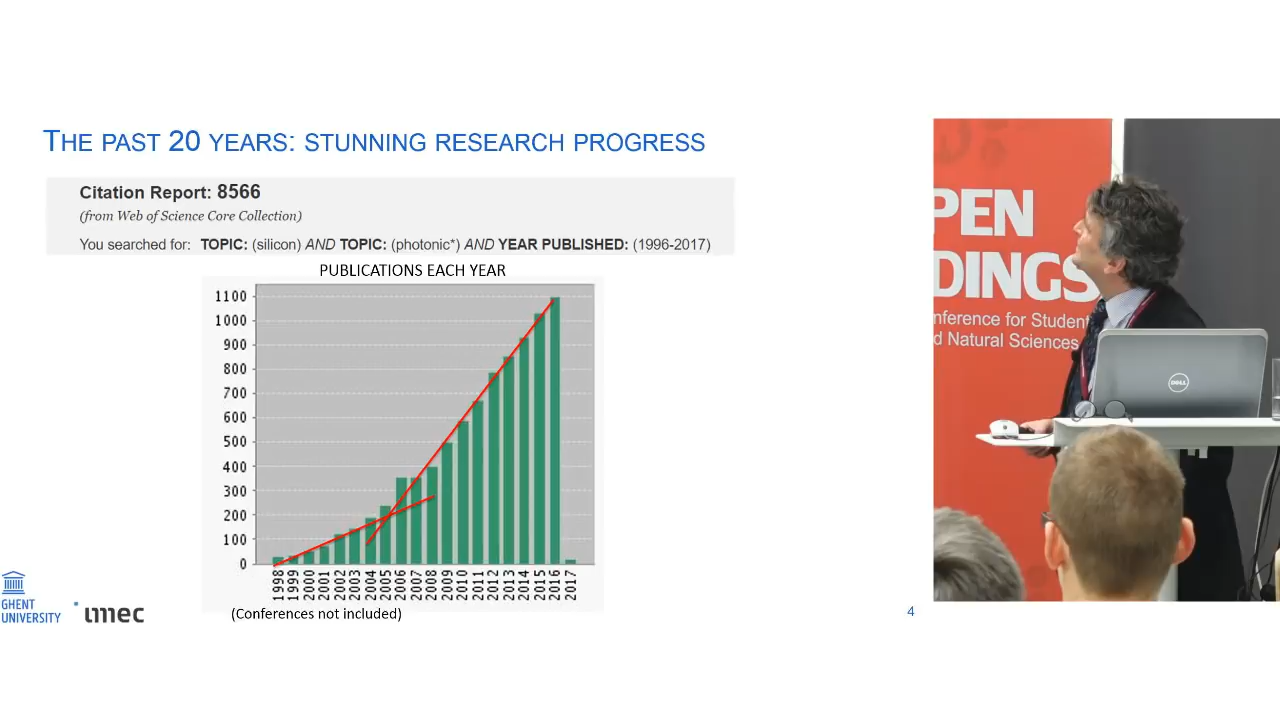 THE PAST 20 YEARS: STUNNING RESEARCH PROGRESS
Citation Report: 8566
(from Web of Science Core Collection)
You searched for: TOPIC: (silicon) AND TOPIC: (photonic*) AND YEAR PUBLISHED: (1996-2017)
PUBLICATIONS EACH YEAR
1100
1000
900
800
700
600
500
400
300
200
100
0
1998
1999
2000
2001
2002
2003
2004
2005
2006
2007
2008
2009
2010
2011
2012
2013
2014
2015
2016
2017
(Conferences not included)
GHENT
UNIVERSITY
imec
4
PEN
DINGS
nference for Student
d Natural Sciences
DELL